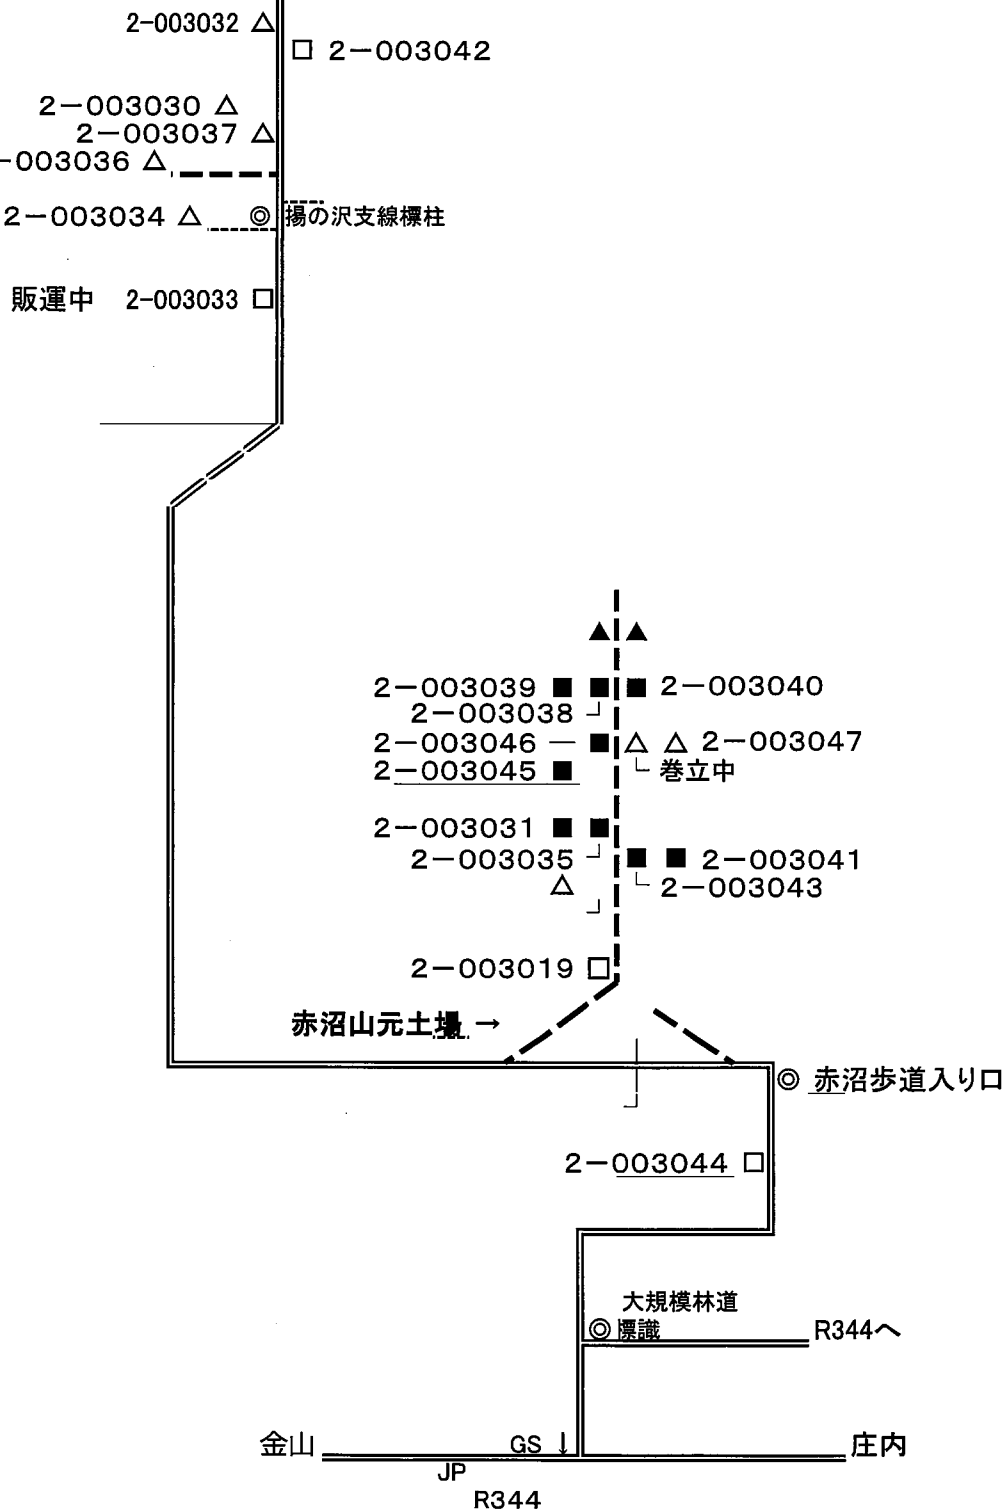 2-003032 △
□ 2-003042
2-003030 △
2-003037 △
-003036 △
2-003034 △ ◎ 揚の沢支線標柱
販運中 2-003033 □
▲ ▲
2-003039 ■ ■ ■ 2-003040
2-003038
2-003046 ― ■ △ △ 2-003047
2-003045 ■ 巻立中
2-003031 ■ ■
2-003035 ■ ■ 2-003041
△ 2-003043
2-003019 □
赤沼山元土場 →
◎ 赤沼歩道入り口
2-003044 □
大規模林道
◎ 標識 R344へ
金山 GS ↓ 庄内
JP
R344